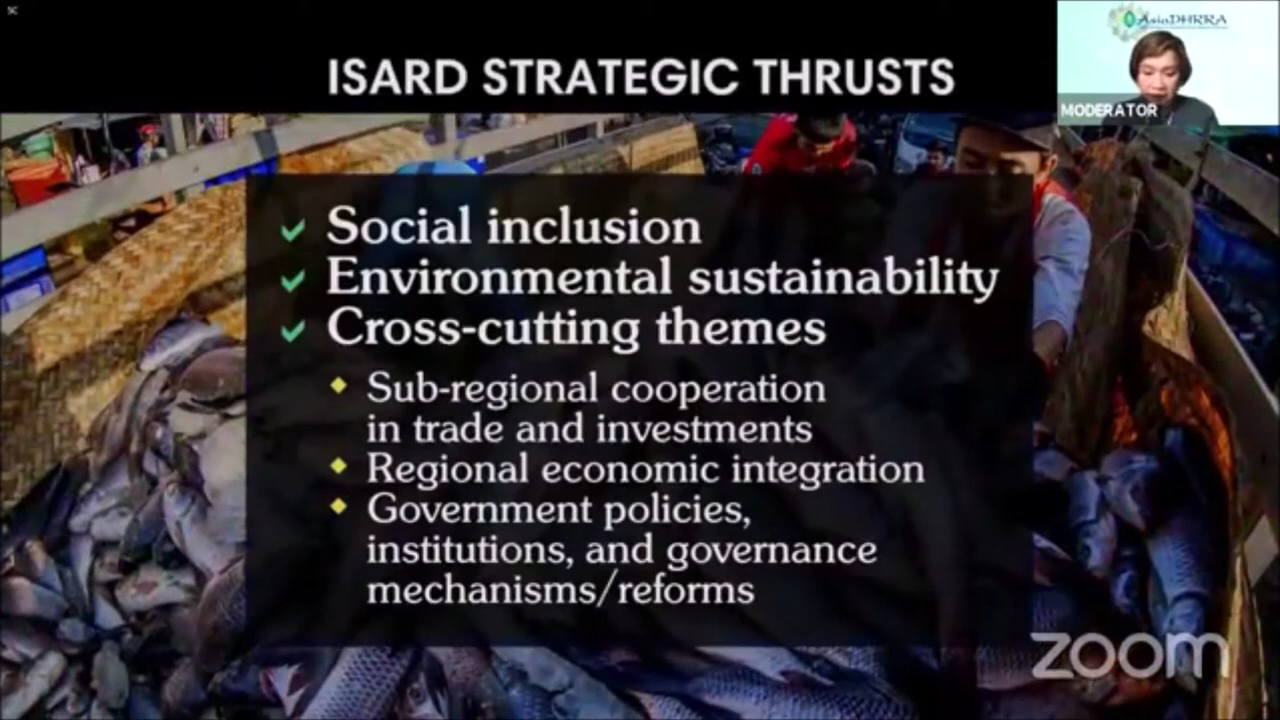 ISARD STRATEGIC THRUSTS
AsiaDHRRA
MODERATOR
Social inclusion
Environmental sustainability
Cross-cutting themes
Sub-regional cooperation
in trade and investments
Regional economic integration
Government policies,
institutions, and governance
mechanisms/reforms
zoom